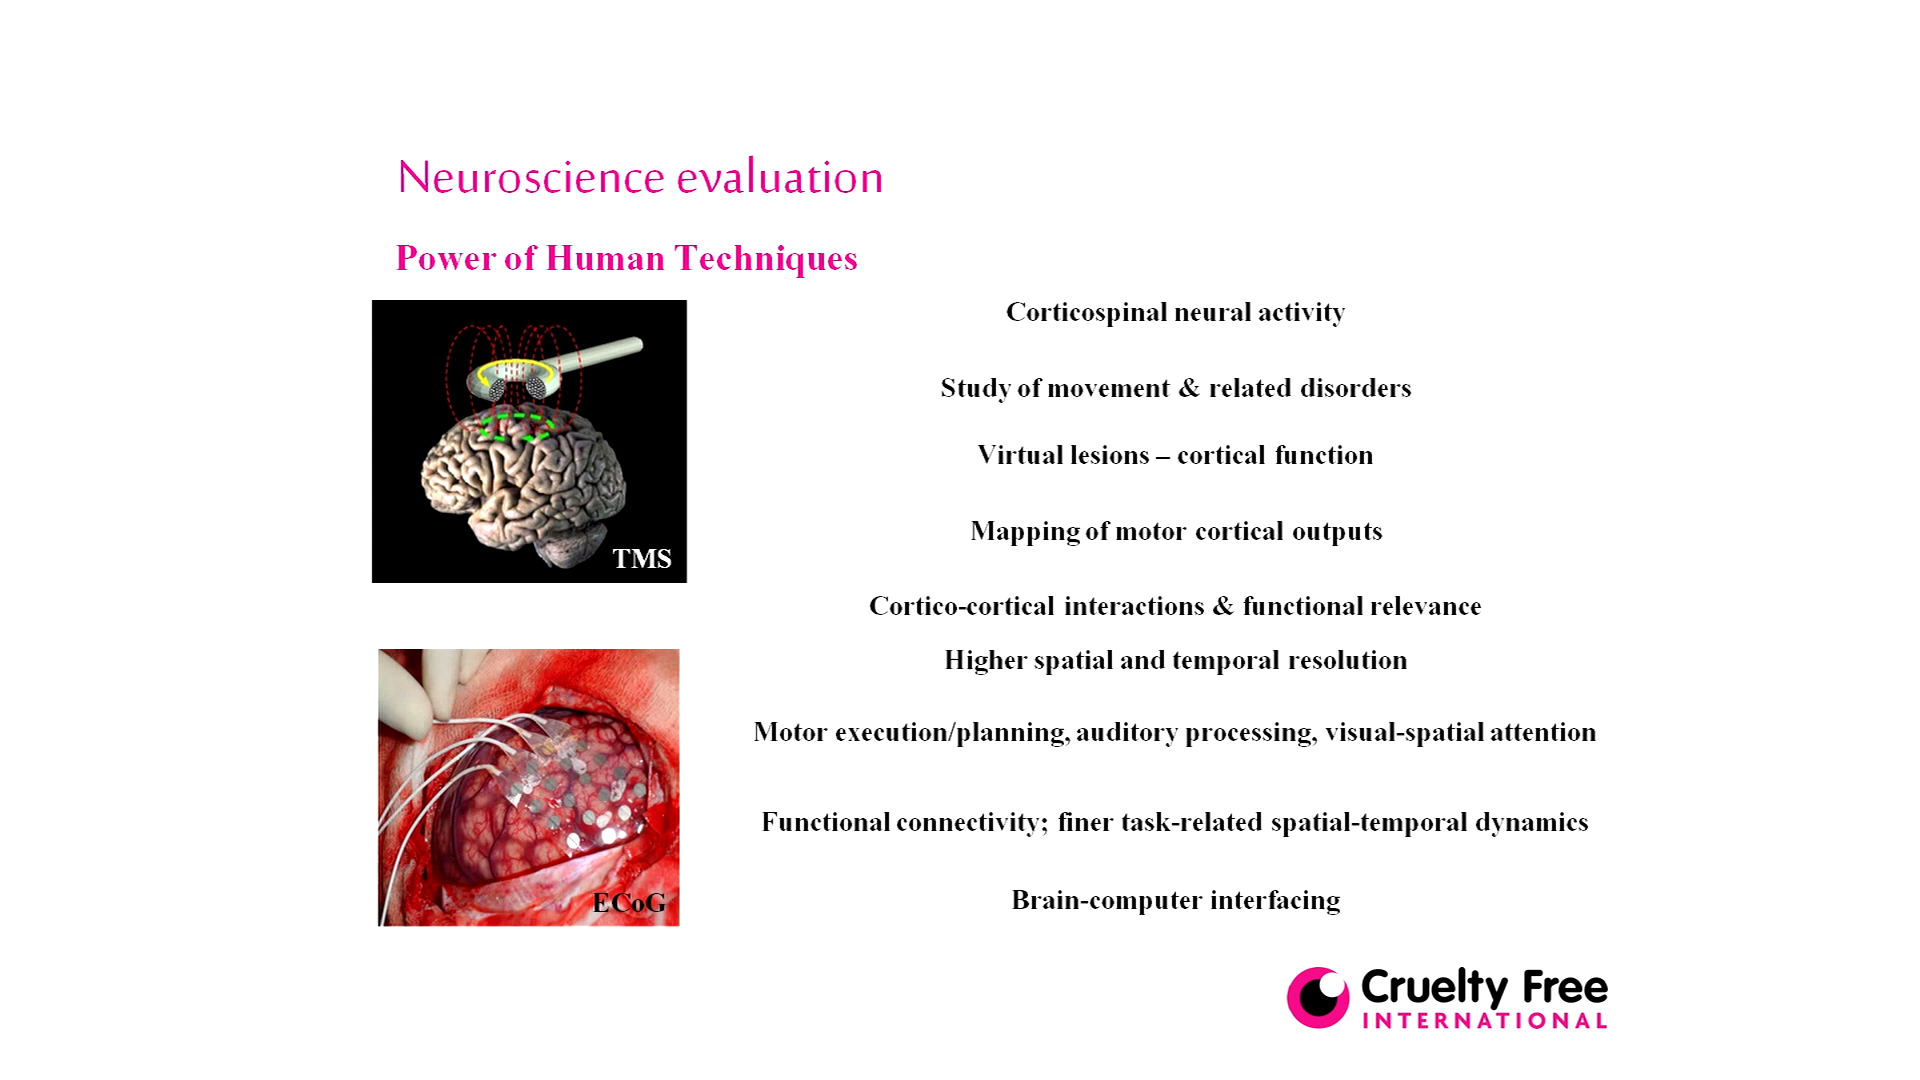 Neuroscience evaluation
Power of Human Techniques
Corticospinal neural activity
Study of movement & related disorders
Virtual lesions – cortical function
Mapping of motor cortical outputs
TMS
Cortico-cortical interactions & functional relevance
Higher spatial and temporal resolution
Motor execution/planning, auditory processing, visual-spatial attention
Functional connectivity; finer task-related spatial-temporal dynamics
Brain-computer interfacing
ECoG
Cruelty Free
INTERNATIONAL